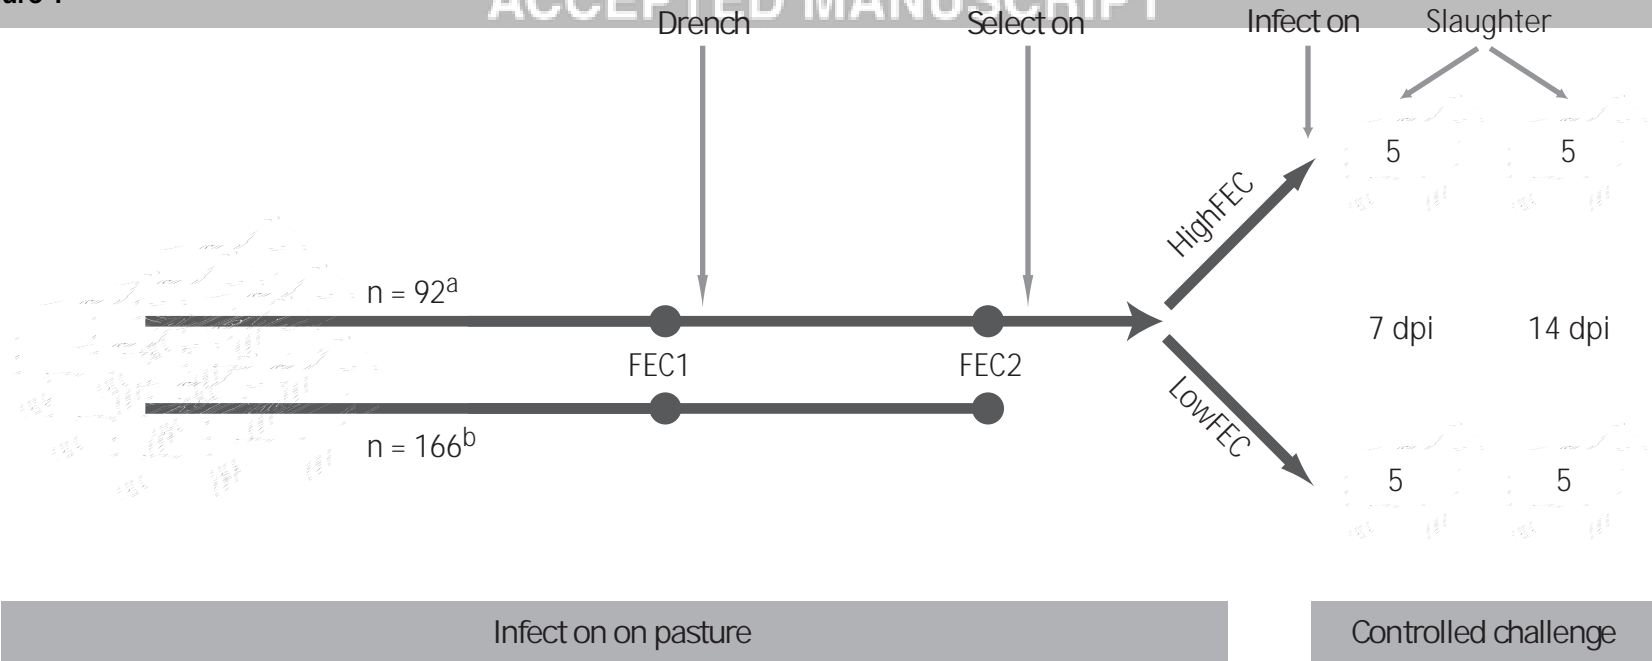 ACCEPTED MANUSCRIPT
Drench
Select on
Infect on
Slaughter
5
5
HighFEC
n = 92a
FEC1
FEC2
7 dpi
14 dpi
LowFEC
n = 166b
5
5
Infect on on pasture
Controlled challenge